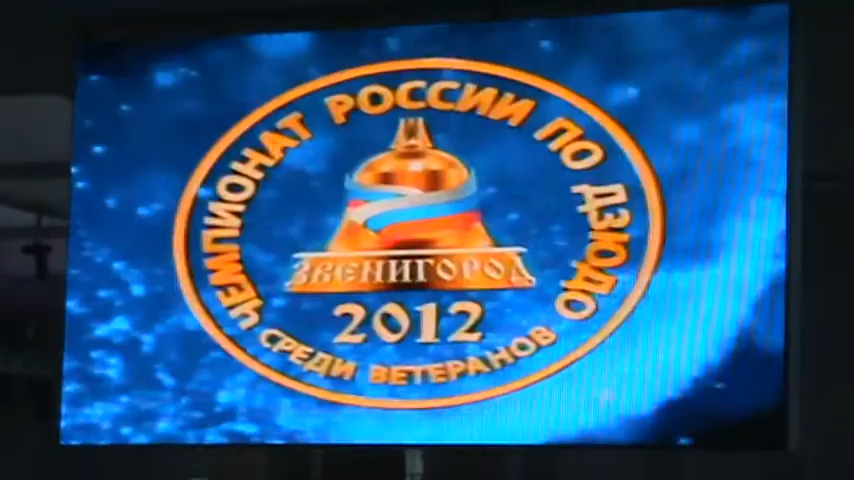 ЧЕМПИОНАТ РОССИИ ПО ДЗЮДО
ЗВЕНИГОРОД
2012
СРЕДИ ВЕТЕРАНОВ